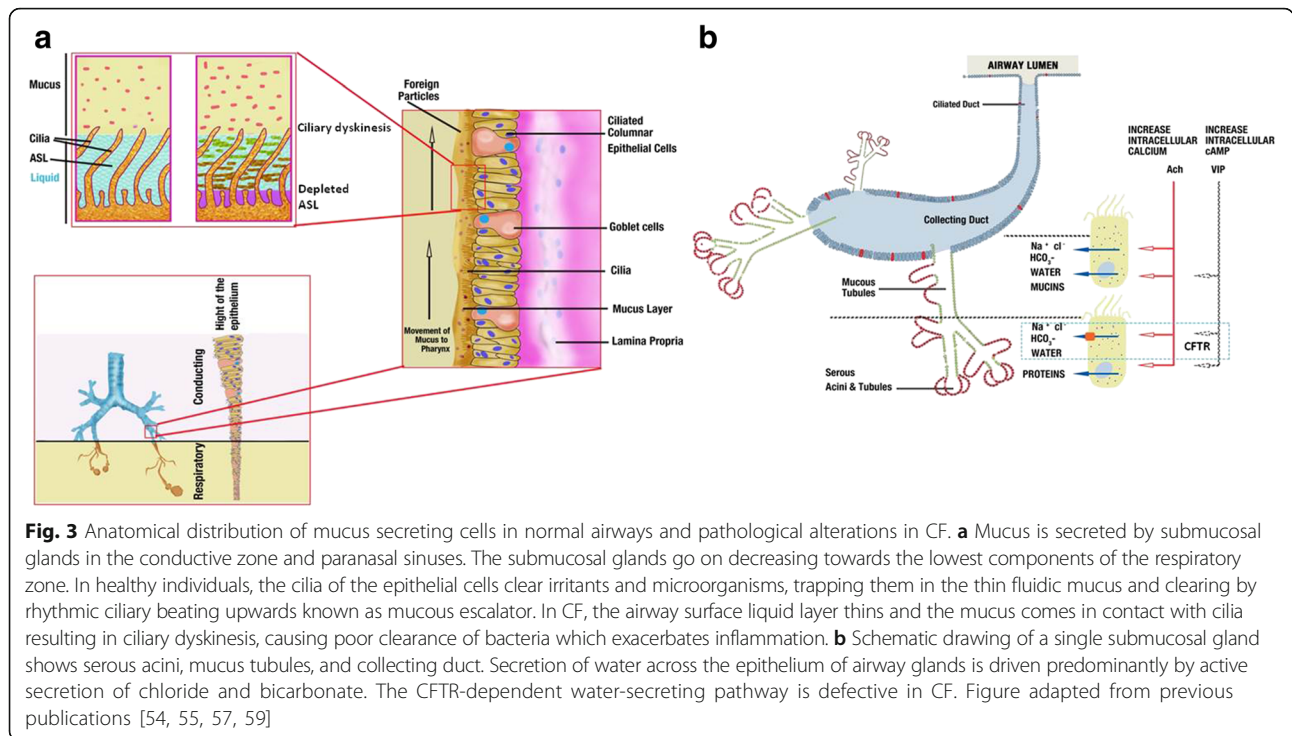 a
Mucus
Cilia
ASL
Liquid
Ciliary dyskinesis
Depleted
ASL
Foreign
Particles
Movement of
Mucus to
Pharynx
Ciliated
Columnar
Epithelial Cells
Goblet cells
Cilia
Mucus Layer
Lamina Propria
Hight of the
epithelium
Conducting
Respiratory
b
AIRWAY LUMEN
Ciliated Duct
Collecting Duct
Mucous
Tubules
Serous
Acini & Tubules
INCREASE
INTRACELLULAR
CALCIUM
Ach
INCREASE
INTRACELLULAR
cAMP
VIP
Na⁺ cl⁻
HCO₃-
WATER
MUCINS
Na⁺ cl⁻
HCO₃-
WATER
PROTEINS
CFTR
Fig. 3 Anatomical distribution of mucus secreting cells in normal airways and pathological alterations in CF. a Mucus is secreted by submucosal
glands in the conductive zone and paranasal sinuses. The submucosal glands go on decreasing towards the lowest components of the respiratory
zone. In healthy individuals, the cilia of the epithelial cells clear irritants and microorganisms, trapping them in the thin fluidic mucus and clearing by
rhythmic ciliary beating upwards known as mucous escalator. In CF, the airway surface liquid layer thins and the mucus comes in contact with cilia
resulting in ciliary dyskinesis, causing poor clearance of bacteria which exacerbates inflammation. b Schematic drawing of a single submucosal gland
shows serous acini, mucus tubules, and collecting duct. Secretion of water across the epithelium of airway glands is driven predominantly by active
secretion of chloride and bicarbonate. The CFTR-dependent water-secreting pathway is defective in CF. Figure adapted from previous
publications [54, 55, 57, 59]